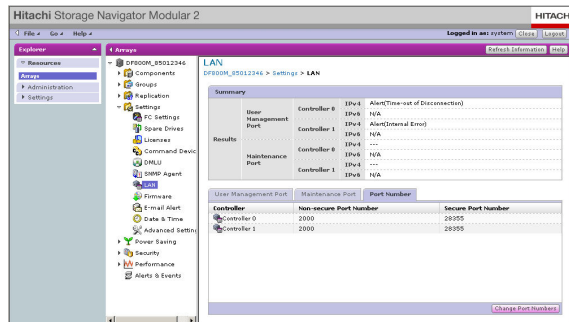 Hitachi Storage Navigator Modular 2
HITACHI
File Go Help
Logged in as: system Close Logout
Explorer
Resources
Arrays
Administration
Settings
Arrays
Refresh Information Help
DF800M_85012346
Components
Groups
Replication
Settings
FC Settings
Spare Drives
Licenses
Command Devic
DMLU
SNMP Agent
LAN
Firmware
E-mail Alert
Date & Time
Advanced Setting
Power Saving
Security
Performance
Alerts & Events
LAN
DF800M_85012346 > Settings > LAN
Summary
Results
User Management Port
Controller 0
IPv4 Alert(Time-out of Disconnection)
IPv6 N/A
Controller 1
IPv4 Alert(Internal Error)
IPv6 N/A
Maintenance Port
Controller 0
IPv4 ---
IPv6 N/A
Controller 1
IPv4 ---
IPv6 N/A
User Management Port Maintenance Port Port Number
Controller Non-secure Port Number Secure Port Number
Controller 0 2000 28355
Controller 1 2000 28355
Change Port Numbers